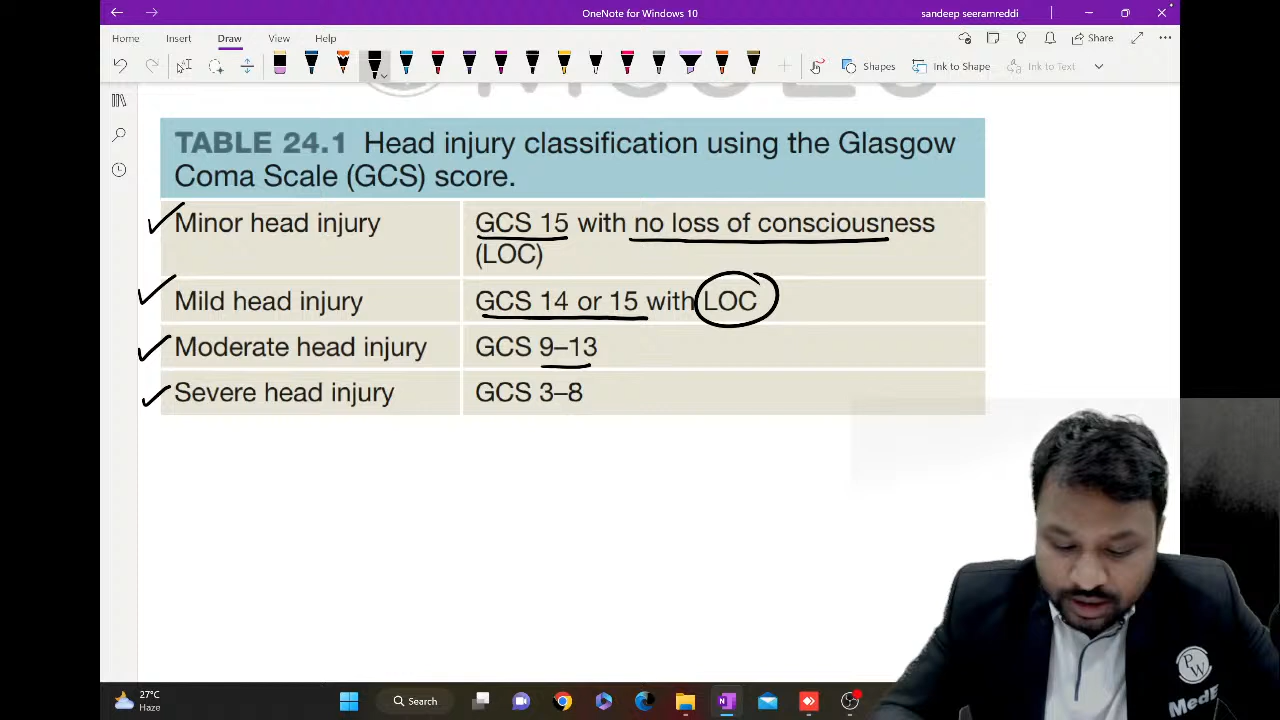 OneNote for Windows 10
sandeep seeramreddi
Home Insert Draw View Help
Share
Shapes
Ink to Shape
Ink to Text
TABLE 24.1 Head injury classification using the Glasgow
Coma Scale (GCS) score.
Minor head injury GCS 15 with no loss of consciousness
(LOC)
Mild head injury GCS 14 or 15 with LOC
Moderate head injury GCS 9–13
Severe head injury GCS 3–8
PW
MedE
27°C
Haze
Search